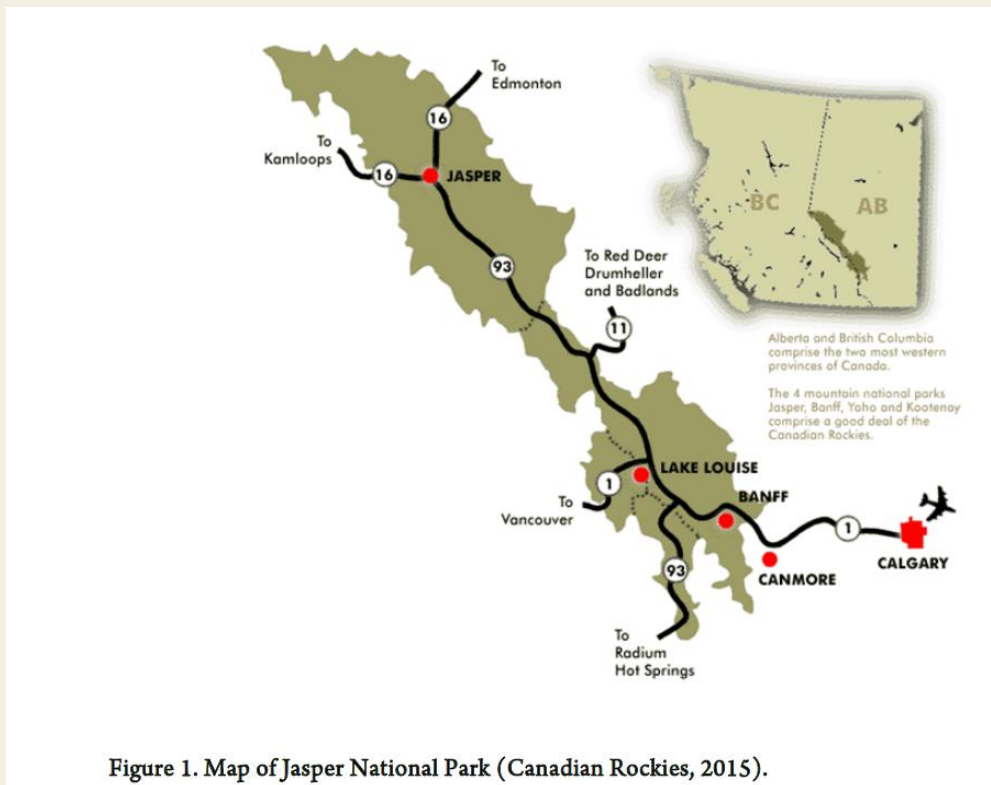 To
Edmonton
16
To
Kamloops
16
JASPER
BC
AB
93
To Red Deer
Drumheller
and Badlands
11
Alberta and British Columbia
comprise the two most western
provinces of Canada.
The 4 mountain national parks
Jasper, Banff, Yoho and Kootenay
comprise a good deal of the
Canadian Rockies.
LAKE LOUISE
1
BANFF
To
Vancouver
1
CALGARY
93
CANMORE
To
Radium
Hot Springs
Figure 1. Map of Jasper National Park (Canadian Rockies, 2015).